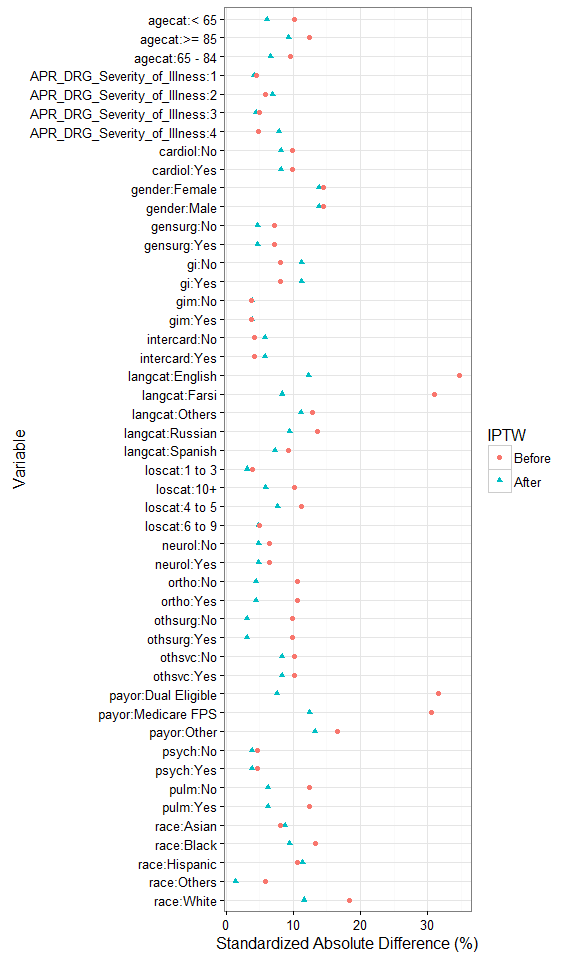 agecat:< 65
agecat:>= 85
agecat:65 - 84
APR_DRG_Severity_of_Illness:1
APR_DRG_Severity_of_Illness:2
APR_DRG_Severity_of_Illness:3
APR_DRG_Severity_of_Illness:4
cardiol:No
cardiol:Yes
gender:Female
gender:Male
gensurg:No
gensurg:Yes
gi:No
gi:Yes
gim:No
gim:Yes
intercard:No
intercard:Yes
langcat:English
langcat:Farsi
langcat:Others
langcat:Russian
langcat:Spanish
loscat:1 to 3
loscat:10+
loscat:4 to 5
loscat:6 to 9
neurol:No
neurol:Yes
ortho:No
ortho:Yes
othsurg:No
othsurg:Yes
othsvc:No
othsvc:Yes
payor:Dual Eligible
payor:Medicare FPS
payor:Other
psych:No
psych:Yes
pulm:No
pulm:Yes
race:Asian
race:Black
race:Hispanic
race:Others
race:White
Variable
0 10 20 30
Standardized Absolute Difference (%)
IPTW
Before
After